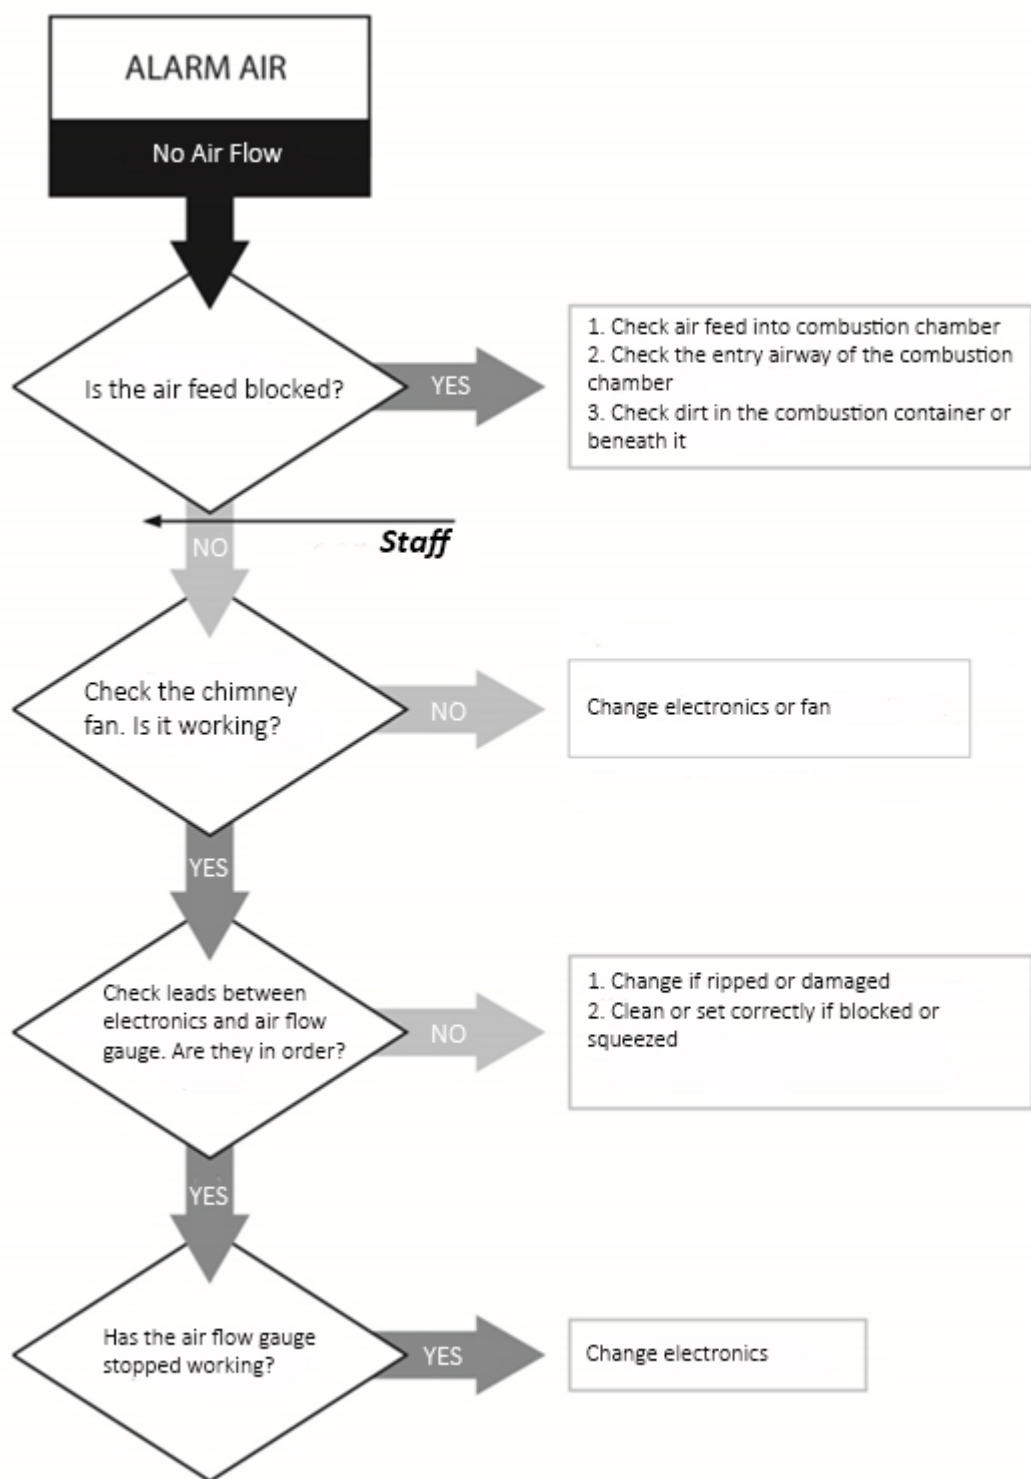 ALARM AIR
No Air Flow
Is the air feed blocked?
YES
1. Check air feed into combustion chamber
2. Check the entry airway of the combustion
chamber
3. Check dirt in the combustion container or
beneath it
NO
Staff
Check the chimney
fan. Is it working?
NO
Change electronics or fan
YES
Check leads between
electronics and air flow
gauge. Are they in order?
NO
1. Change if ripped or damaged
2. Clean or set correctly if blocked or
squeezed
YES
Has the air flow gauge
stopped working?
YES
Change electronics